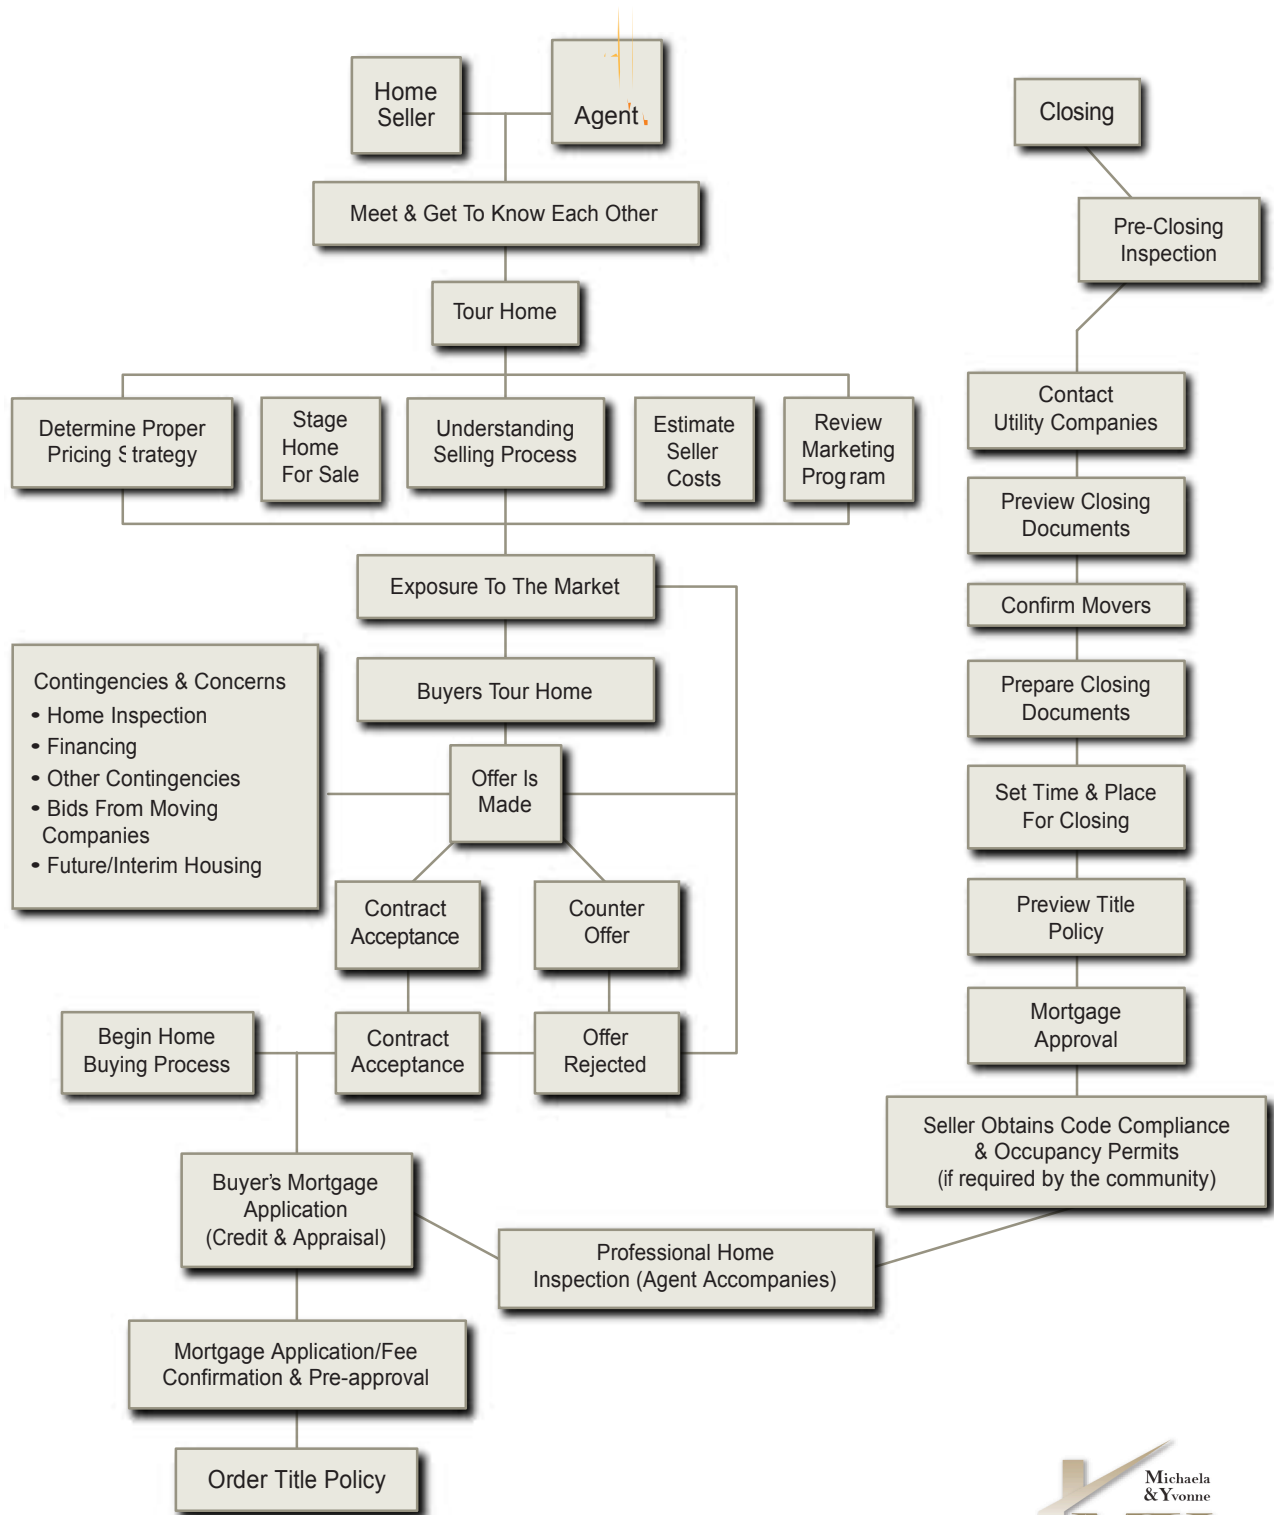 Home
Seller
Agent
Meet & Get To Know Each Other
Tour Home
Determine Proper
Pricing Strategy
Stage
Home
For Sale
Understanding
Selling Process
Estimate
Seller
Costs
Review
Marketing
Program
Exposure To The Market
Buyers Tour Home
Contingencies & Concerns
• Home Inspection
• Financing
• Other Contingencies
• Bids From Moving
Companies
• Future/Interim Housing
Offer Is
Made
Contract
Acceptance
Counter
Offer
Begin Home
Buying Process
Contract
Acceptance
Offer
Rejected
Buyer's Mortgage
Application
(Credit & Appraisal)
Professional Home
Inspection (Agent Accompanies)
Mortgage Application/Fee
Confirmation & Pre-approval
Order Title Policy
Closing
Pre-Closing
Inspection
Contact
Utility Companies
Preview Closing
Documents
Confirm Movers
Prepare Closing
Documents
Set Time & Place
For Closing
Preview Title
Policy
Mortgage
Approval
Seller Obtains Code Compliance
& Occupancy Permits
(if required by the community)
Michaela
&Yvonne